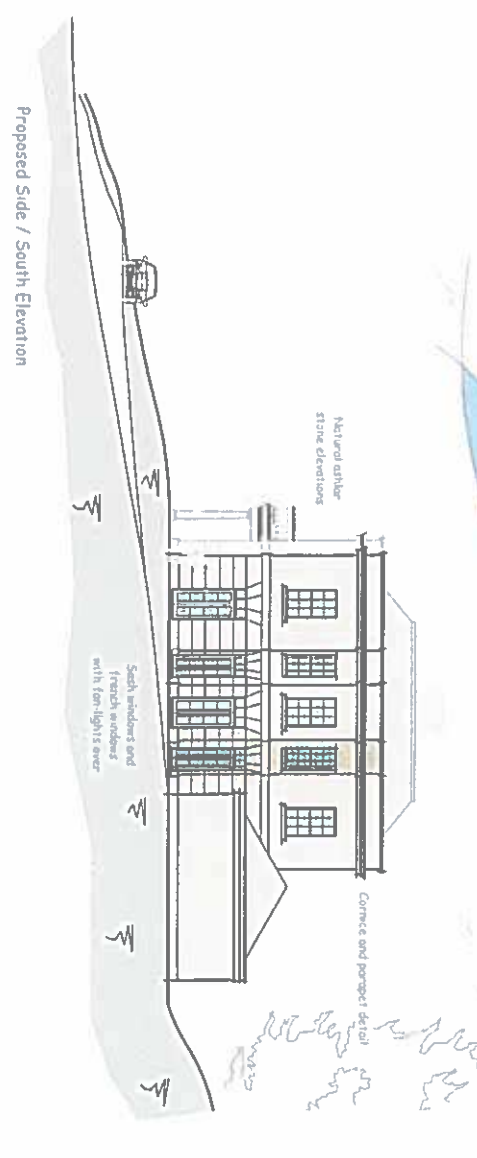 Natural ashlar
stone elevations
Cornice and parapet detail
Sash windows and
french windows
with fan-lights over
Proposed Side / South Elevation